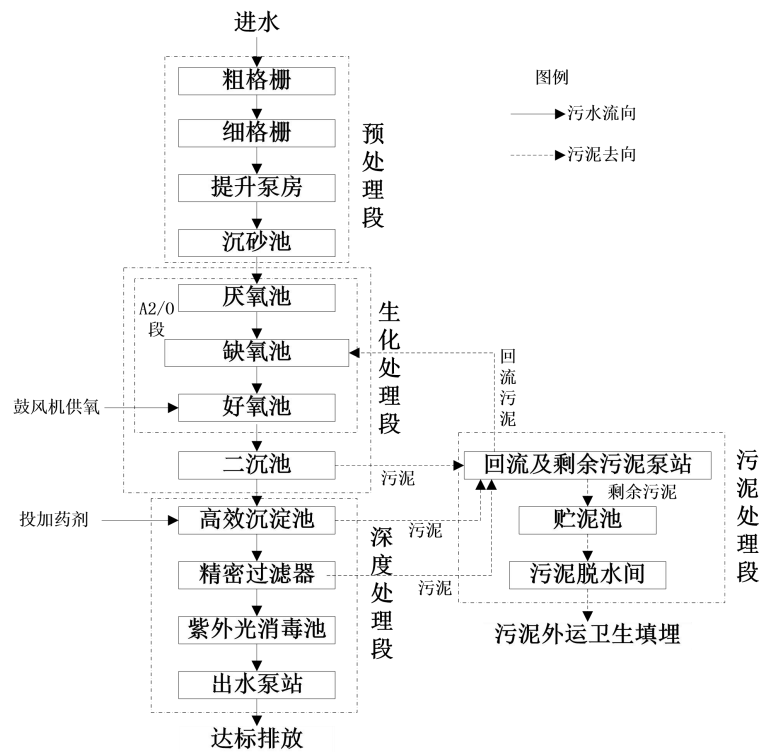 进水
粗格栅
细格栅
提升泵房
沉砂池
预处理段
图例
污水流向
污泥去向
厌氧池
A2/O
段
缺氧池
好氧池
鼓风机供氧
二沉池
生化处理段
回流污泥
污泥
回流及剩余污泥泵站
剩余污泥
贮泥池
污泥脱水间
污泥处理段
污泥外运卫生填埋
投加药剂
高效沉淀池
污泥
精密过滤器
污泥
紫外光消毒池
出水泵站
深度处理段
达标排放